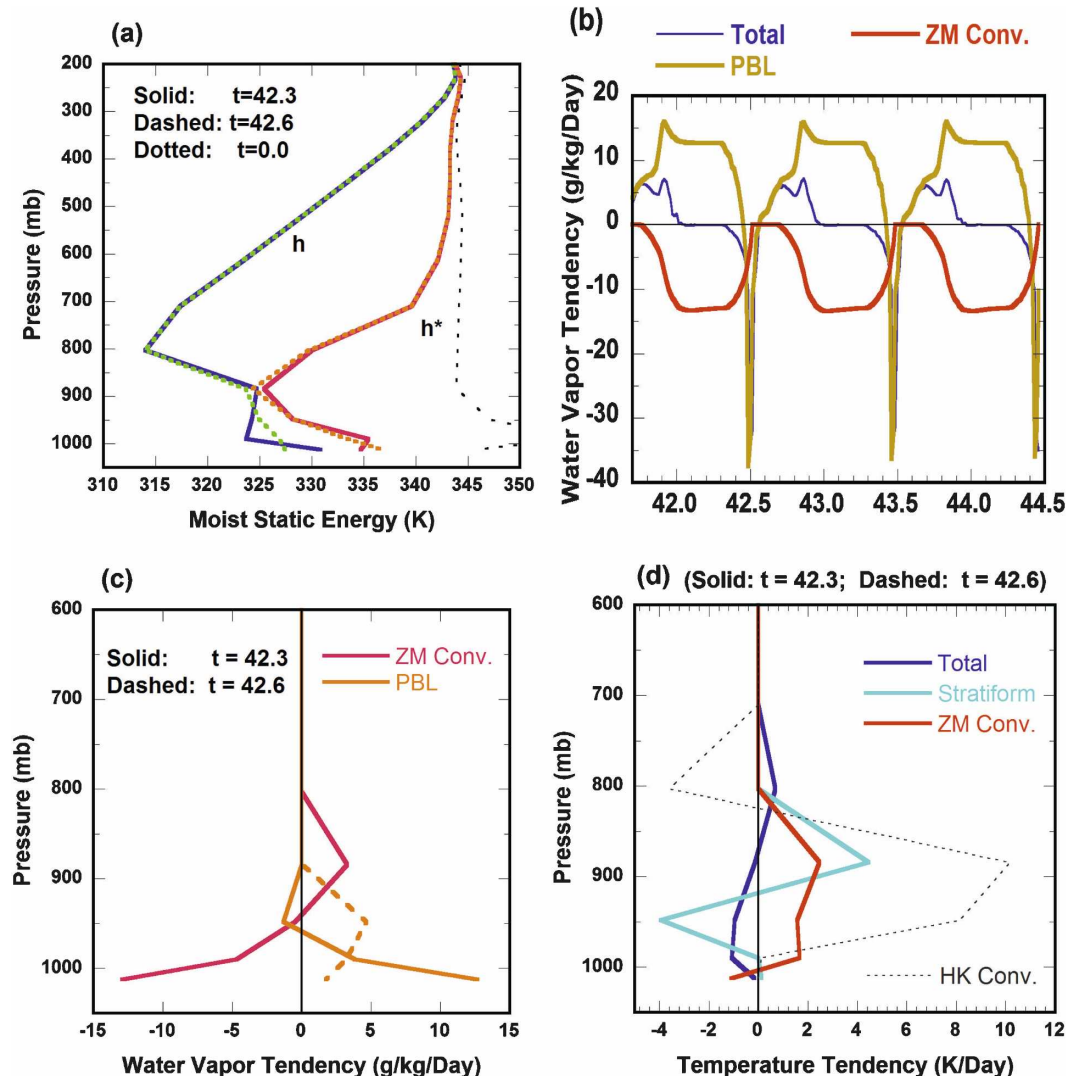 (a)
200
300
400
500
600
700
800
900
1000
Pressure (mb)
Solid: t=42.3
Dashed: t=42.6
Dotted: t=0.0
h
h*
310 315 320 325 330 335 340 345 350
Moist Static Energy (K)
(b)
Total ZM Conv.
PBL
Water Vapor Tendency (g/kg/Day)
20
10
0
-10
-20
-30
-40
42.0 42.5 43.0 43.5 44.0 44.5
(c)
600
700
800
900
1000
Pressure (mb)
Solid: t = 42.3
Dashed: t = 42.6
ZM Conv.
PBL
-15 -10 -5 0 5 10 15
Water Vapor Tendency (g/kg/Day)
(d) (Solid: t = 42.3; Dashed: t = 42.6)
600
700
800
900
1000
Pressure (mb)
Total
Stratiform
ZM Conv.
HK Conv.
-4 -2 0 2 4 6 8 10 12
Temperature Tendency (K/Day)